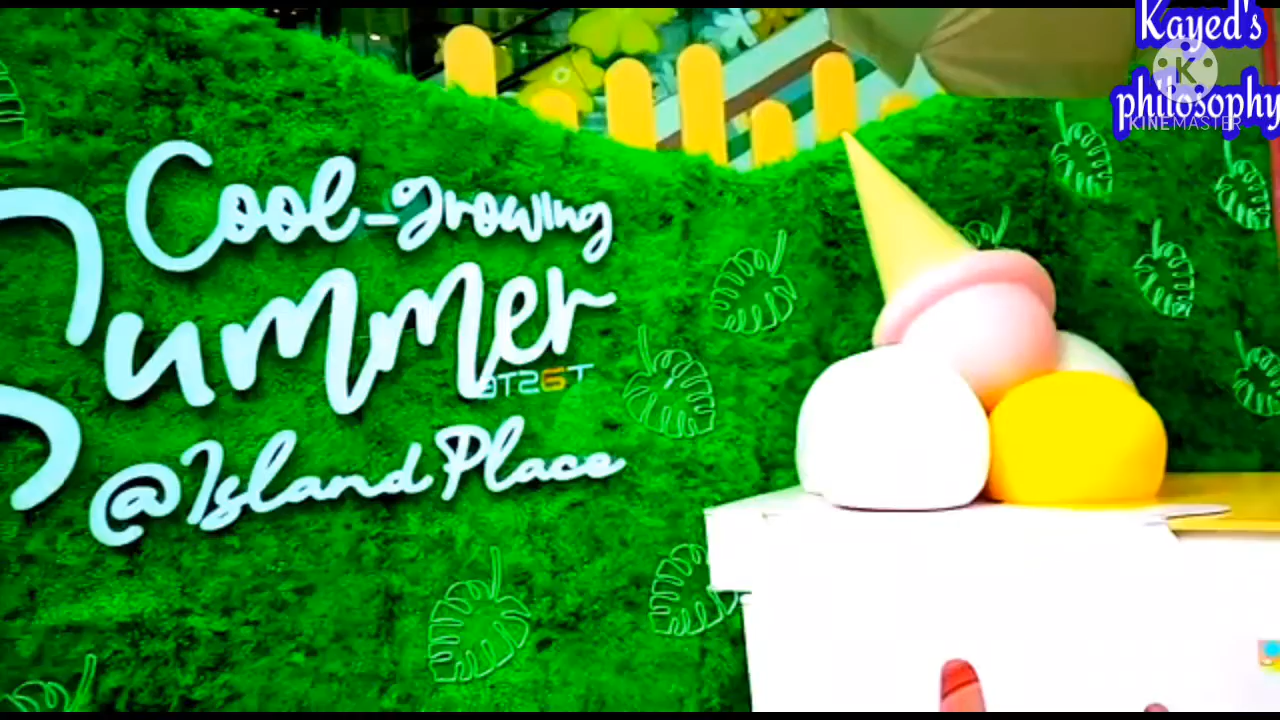 Kayed's
philosophy
K
KINEMASTER
Cool-growing
Summer
@Island Place